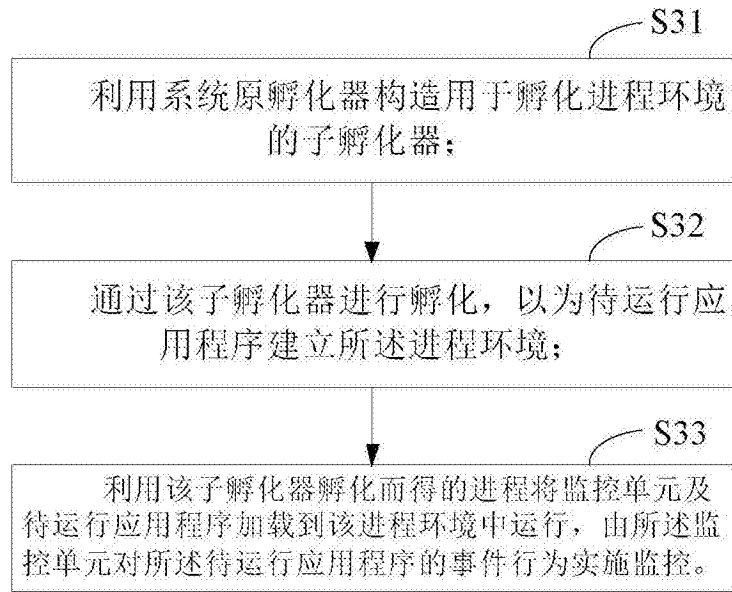 S31
利用系统原孵化器构造用于孵化进程环境
的子孵化器；
S32
通过该子孵化器进行孵化，以为待运行应
用程序建立所述进程环境；
S33
利用该子孵化器孵化而得的进程将监控单元及
待运行应用程序加载到该进程环境中运行，由所述监
控单元对所述待运行应用程序的事件行为实施监控。